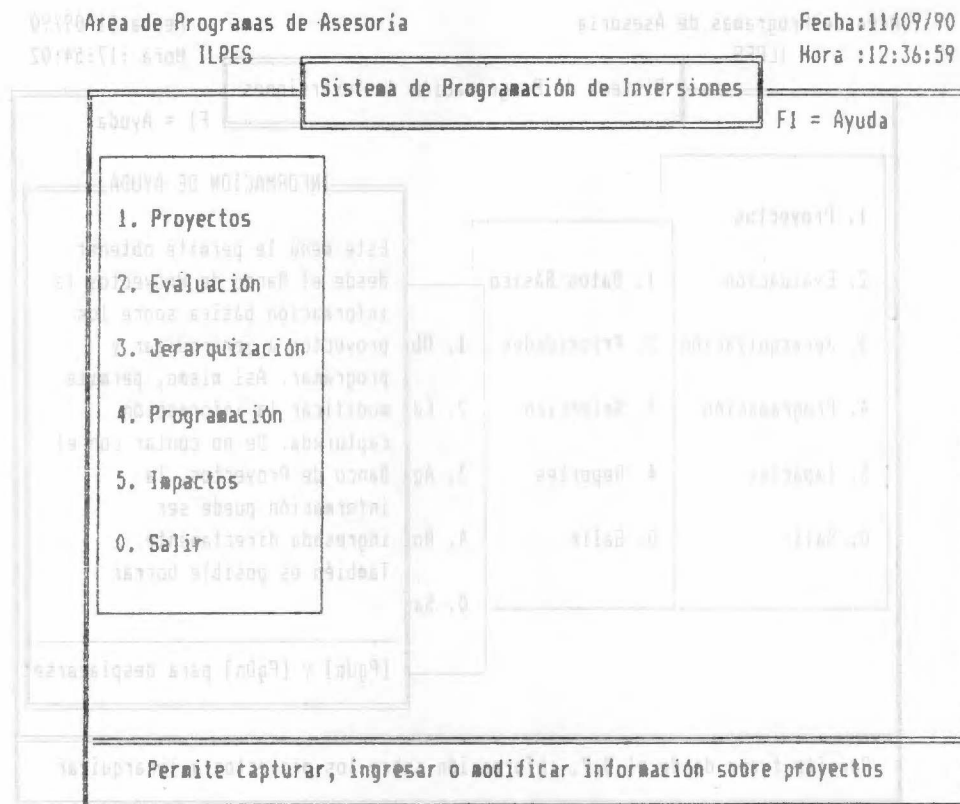 Area de Programas de Asesoría Fecha:11/09/90
ILPES Hora :12:36:59
Sistema de Programación de Inversiones
F1 = Ayuda
1. Proyectos
2. Evaluación
3. Jerarquización
4. Programación
5. Impactos
0. Salir
Permite capturar, ingresar o modificar información sobre proyectos